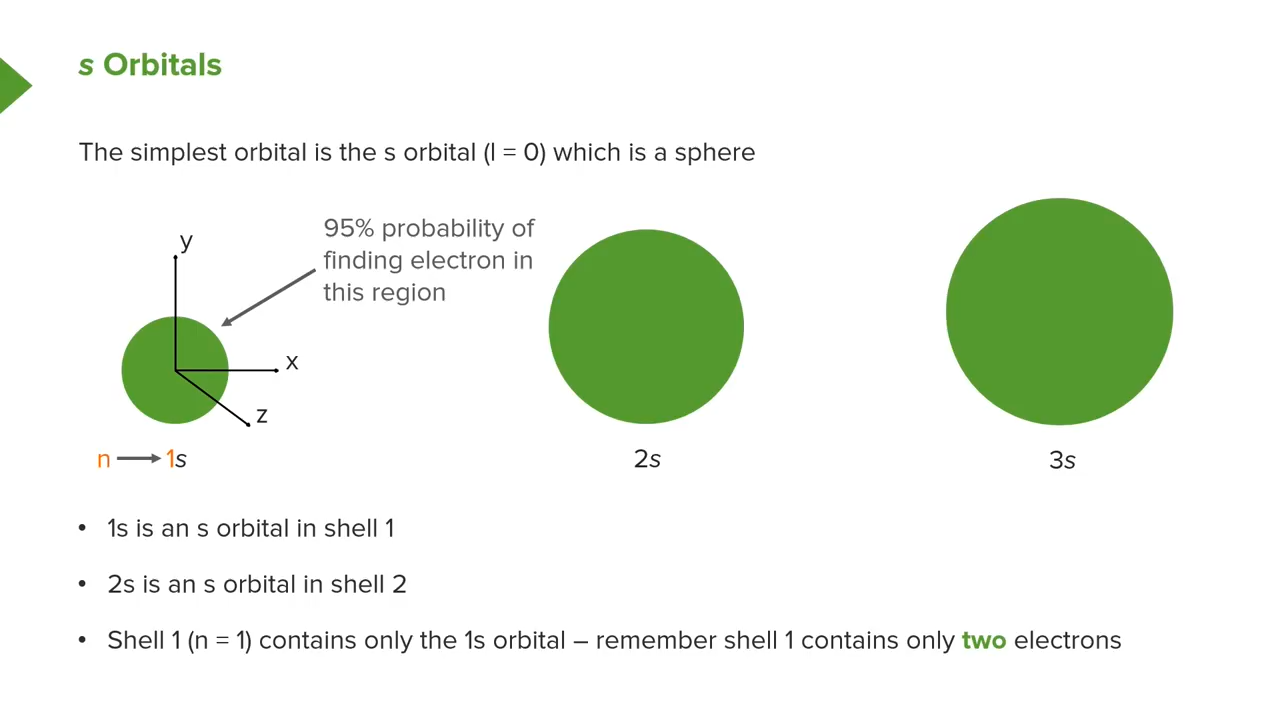 s Orbitals
The simplest orbital is the s orbital (l = 0) which is a sphere
95% probability of
finding electron in
this region
y
x
z
n 1s
2s
3s
• 1s is an s orbital in shell 1
• 2s is an s orbital in shell 2
• Shell 1 (n = 1) contains only the 1s orbital – remember shell 1 contains only two electrons